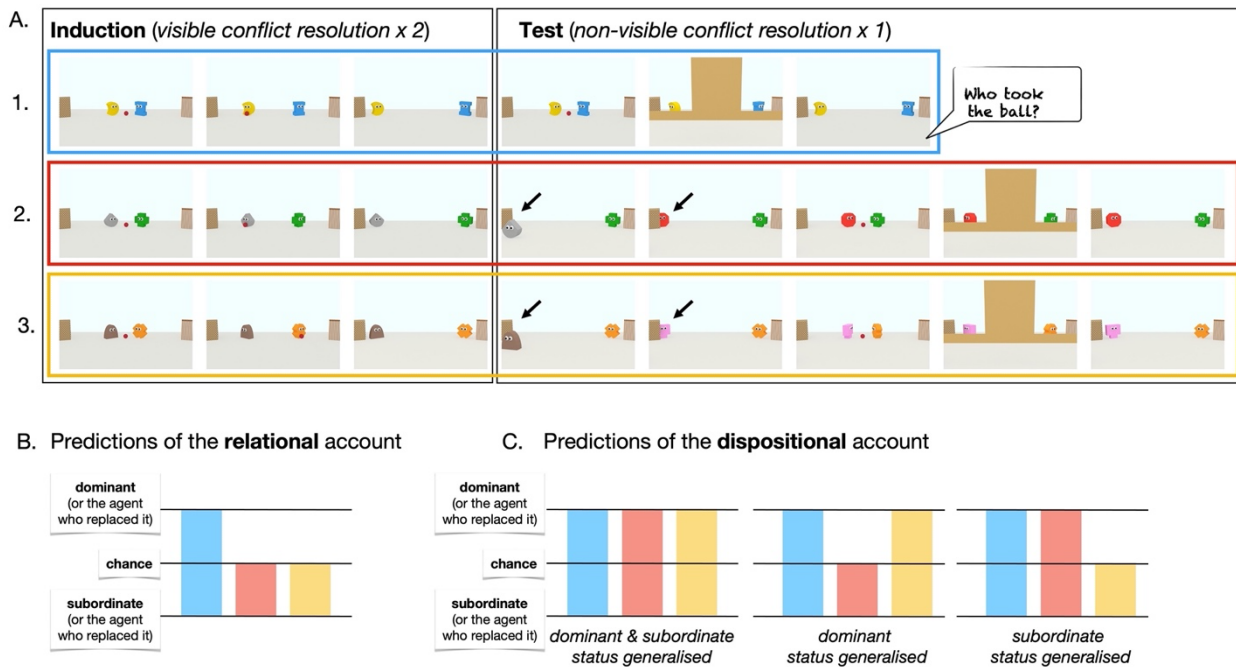 A.
Induction (visible conflict resolution x 2)
Test (non-visible conflict resolution x 1)
1.
Who took
the ball?
2.
3.
B. Predictions of the relational account
dominant
(or the agent
who replaced it)
chance
subordinate
(or the agent
who replaced it)
C. Predictions of the dispositional account
dominant
(or the agent
who replaced it)
chance
subordinate
(or the agent
who replaced it)
dominant & subordinate
status generalised
dominant
status generalised
subordinate
status generalised